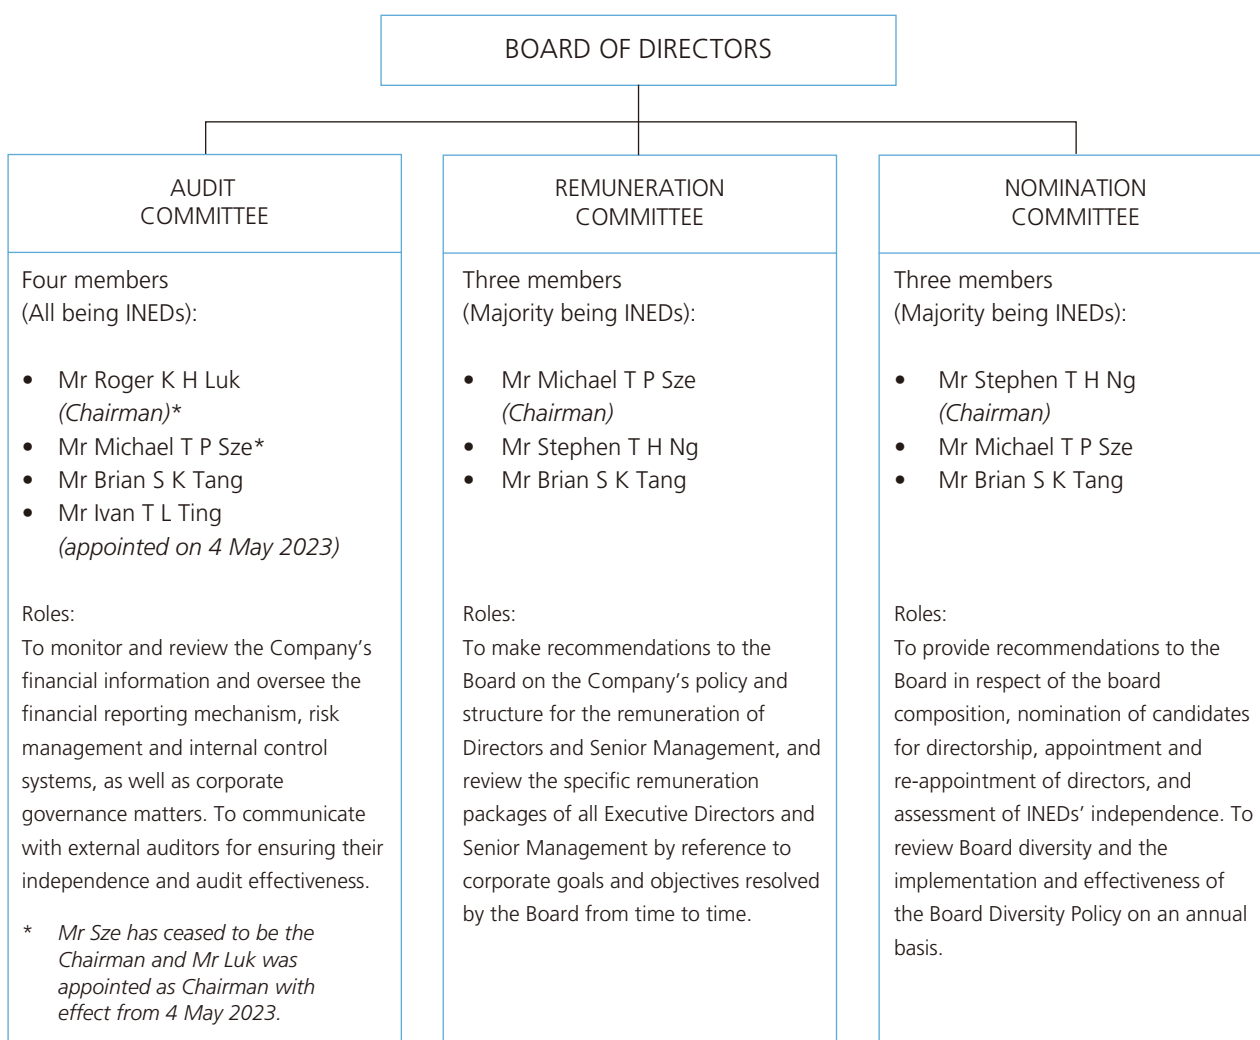 BOARD OF DIRECTORS
AUDIT
COMMITTEE
Four members
(All being INEDs):
• Mr Roger K H Luk
(Chairman)*
• Mr Michael T P Sze*
• Mr Brian S K Tang
• Mr Ivan T L Ting
(appointed on 4 May 2023)
Roles:
To monitor and review the Company’s
financial information and oversee the
financial reporting mechanism, risk
management and internal control
systems, as well as corporate
governance matters. To communicate
with external auditors for ensuring their
independence and audit effectiveness.
* Mr Sze has ceased to be the
Chairman and Mr Luk was
appointed as Chairman with
effect from 4 May 2023.
REMUNERATION
COMMITTEE
Three members
(Majority being INEDs):
• Mr Michael T P Sze
(Chairman)
• Mr Stephen T H Ng
• Mr Brian S K Tang
Roles:
To make recommendations to the
Board on the Company’s policy and
structure for the remuneration of
Directors and Senior Management, and
review the specific remuneration
packages of all Executive Directors and
Senior Management by reference to
corporate goals and objectives resolved
by the Board from time to time.
NOMINATION
COMMITTEE
Three members
(Majority being INEDs):
• Mr Stephen T H Ng
(Chairman)
• Mr Michael T P Sze
• Mr Brian S K Tang
Roles:
To provide recommendations to the
Board in respect of the board
composition, nomination of candidates
for directorship, appointment and
re-appointment of directors, and
assessment of INEDs’ independence. To
review Board diversity and the
implementation and effectiveness of
the Board Diversity Policy on an annual
basis.